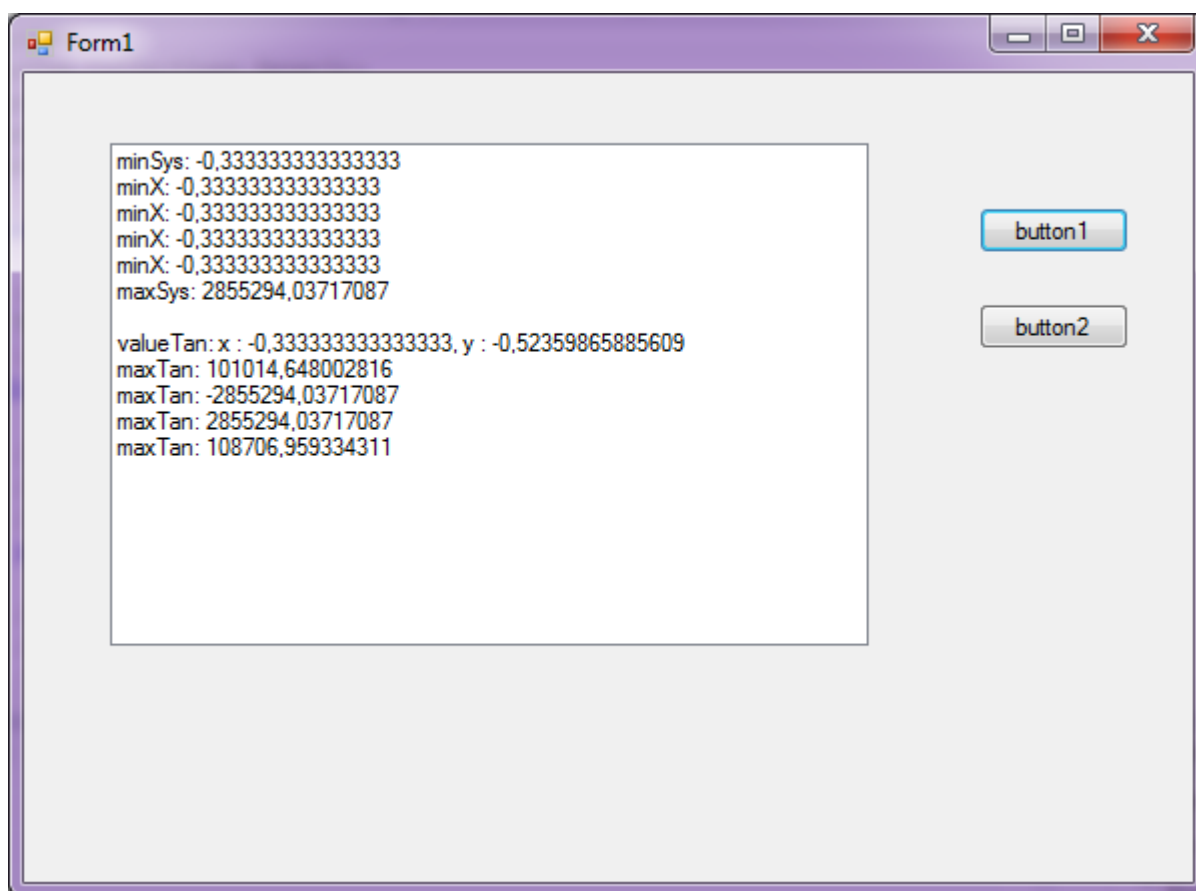 Form1
minSys: -0,333333333333333
minX: -0,333333333333333
minX: -0,333333333333333
minX: -0,333333333333333
minX: -0,333333333333333
maxSys: 2855294,03717087
valueTan: x : -0,333333333333333, y : -0,52359865885609
maxTan: 101014,648002816
maxTan: -2855294,03717087
maxTan: 2855294,03717087
maxTan: 108706,959334311
button1
button2